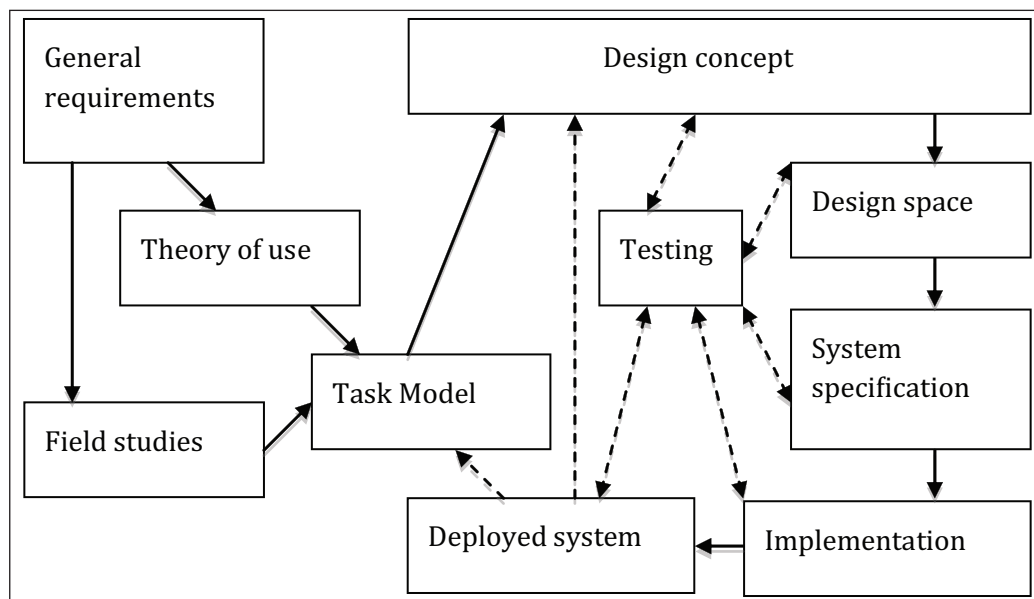 General
requirements
Design concept
Theory of use
Testing
Design space
Task Model
System
specification
Field studies
Deployed system
Implementation